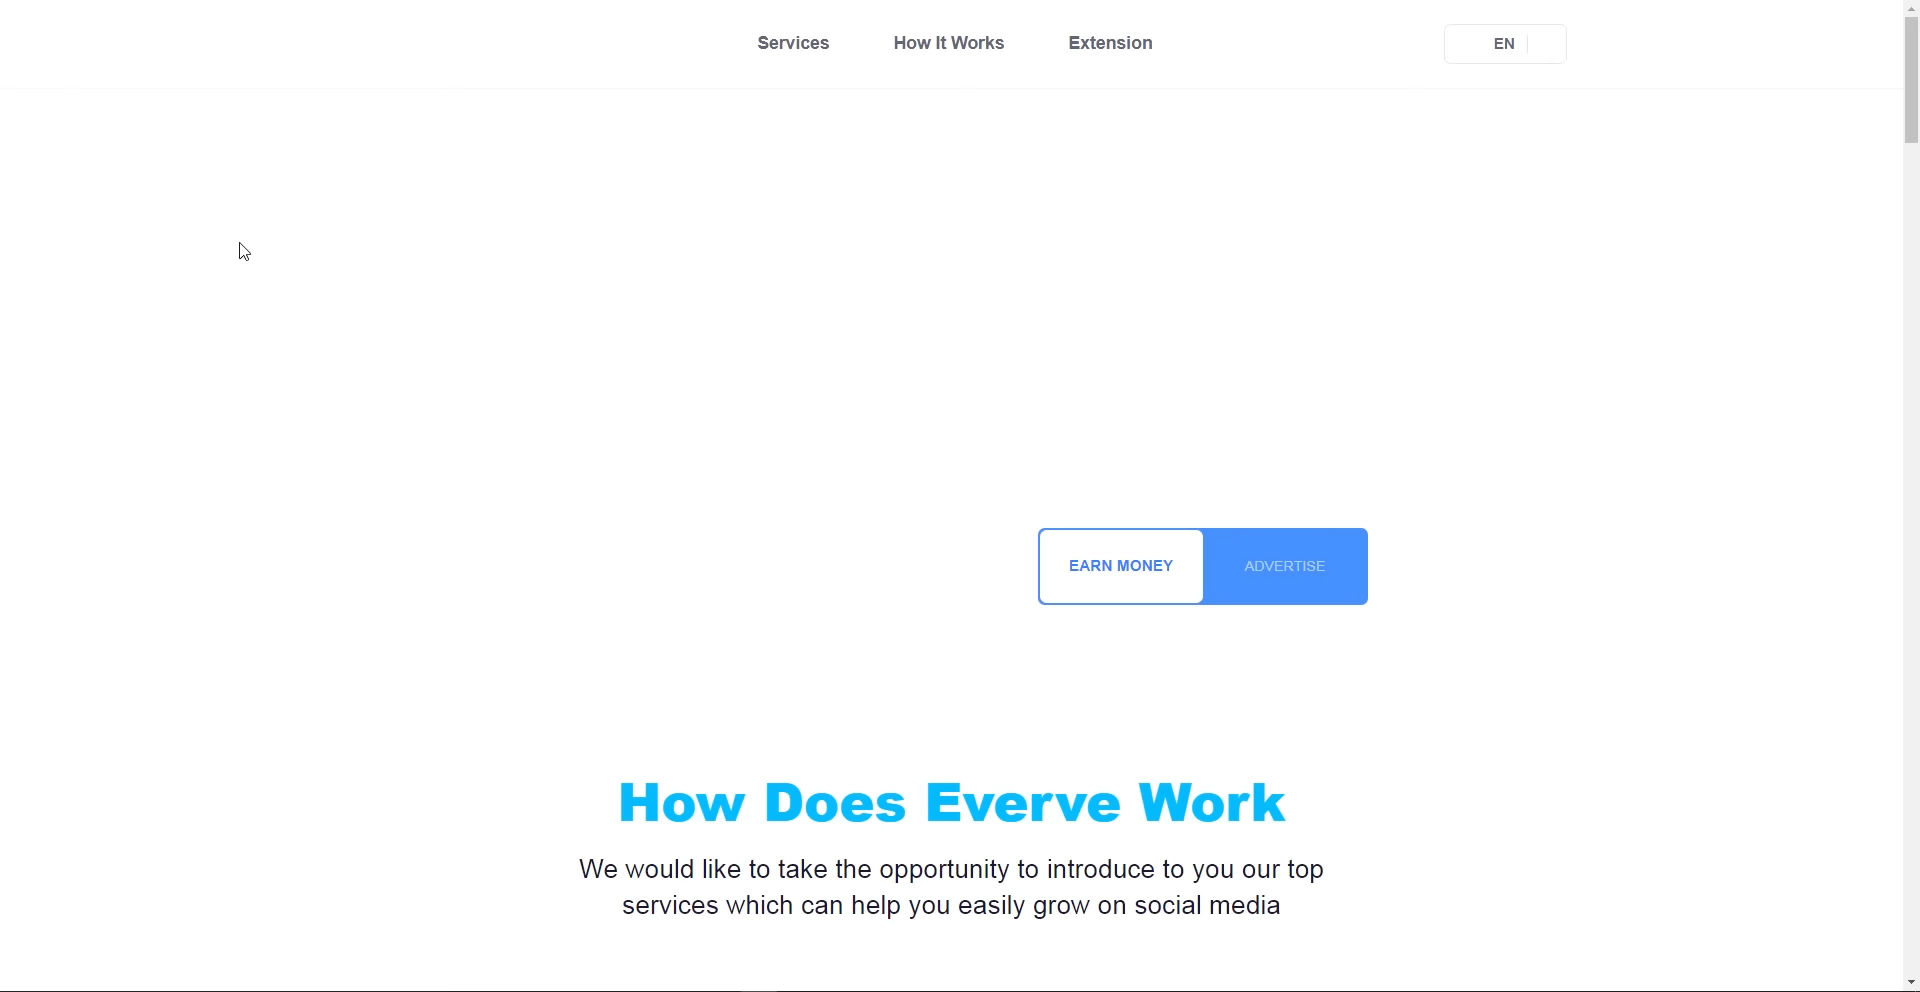 Services
How It Works
Extension
EN
EARN MONEY
ADVERTISE
How Does Everve Work
We would like to take the opportunity to introduce to you our top
services which can help you easily grow on social media